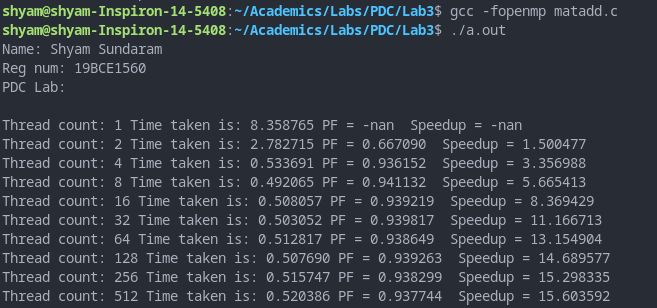 shyam@shyam-Inspiron-14-5408:~/Academics/Labs/PDC/Lab3$ gcc -fopenmp matadd.c
shyam@shyam-Inspiron-14-5408:~/Academics/Labs/PDC/Lab3$ ./a.out
Name: Shyam Sundaram
Reg num: 19BCE1560
PDC Lab:
Thread count: 1 Time taken is: 8.358765 PF = -nan  Speedup = -nan
Thread count: 2 Time taken is: 2.782715 PF = 0.667090  Speedup = 1.500477
Thread count: 4 Time taken is: 0.533691 PF = 0.936152  Speedup = 3.356988
Thread count: 8 Time taken is: 0.492065 PF = 0.941132  Speedup = 5.665413
Thread count: 16 Time taken is: 0.508057 PF = 0.939219  Speedup = 8.369429
Thread count: 32 Time taken is: 0.503052 PF = 0.939817  Speedup = 11.166713
Thread count: 64 Time taken is: 0.512817 PF = 0.938649  Speedup = 13.154904
Thread count: 128 Time taken is: 0.507690 PF = 0.939263  Speedup = 14.689577
Thread count: 256 Time taken is: 0.515747 PF = 0.938299  Speedup = 15.298335
Thread count: 512 Time taken is: 0.520386 PF = 0.937744  Speedup = 15.603592